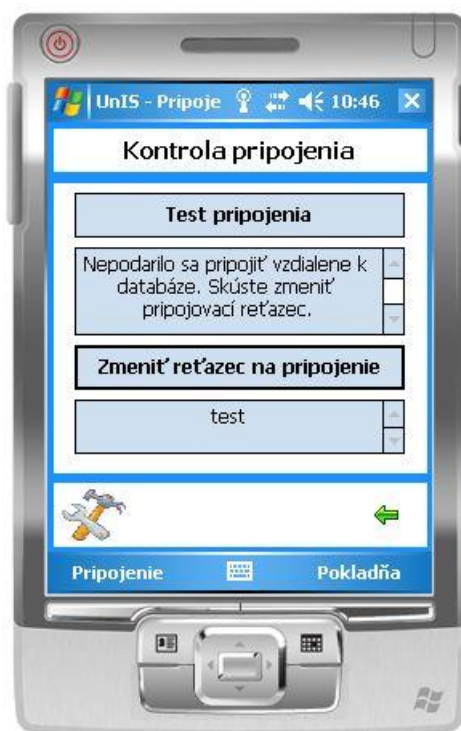 UnIS - Pripoje 10:46
Kontrola pripojenia
Test pripojenia
Nepodarilo sa pripojiť vzdialene k
databáze. Skúste zmeniť
pripojovací reťazec.
Zmeniť reťazec na pripojenie
test
Pripojenie Pokladňa